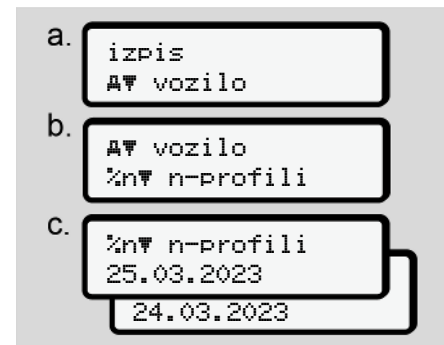 a.
izpis
A▼ vozilo
b.
A▼ vozilo
%n▼ n-profili
c.
%n▼ n-profili
25.03.2023
24.03.2023